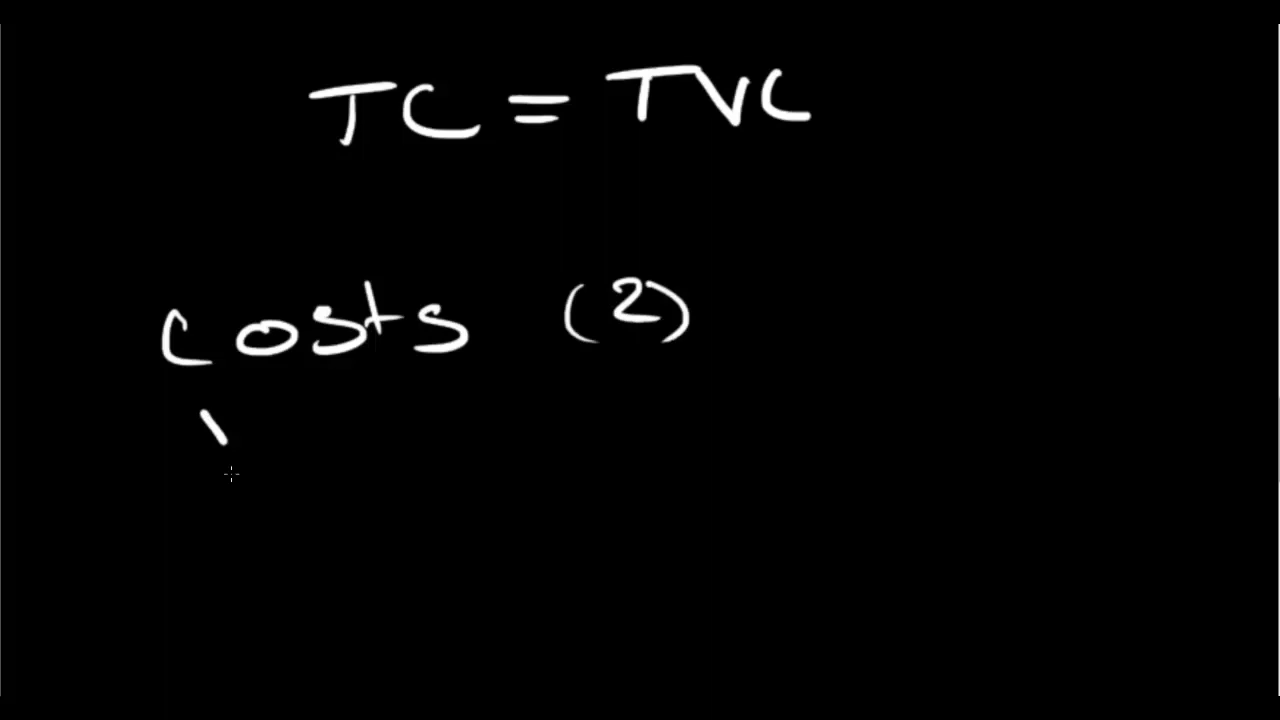 TC = TVC
costs (2)